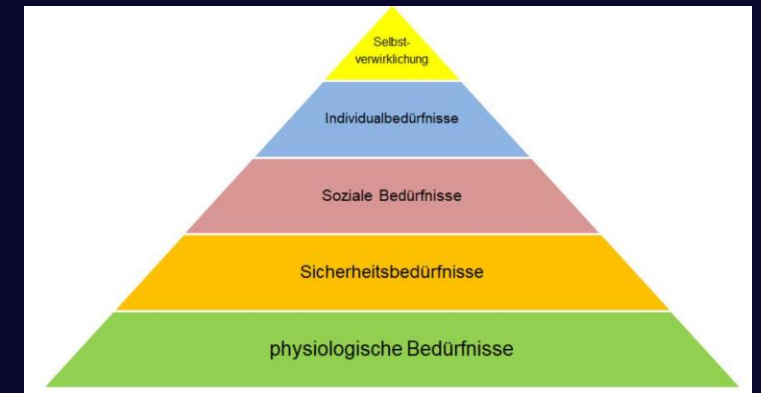 Selbst-
verwirklichung
Individualbedürfnisse
Soziale Bedürfnisse
Sicherheitsbedürfnisse
physiologische Bedürfnisse